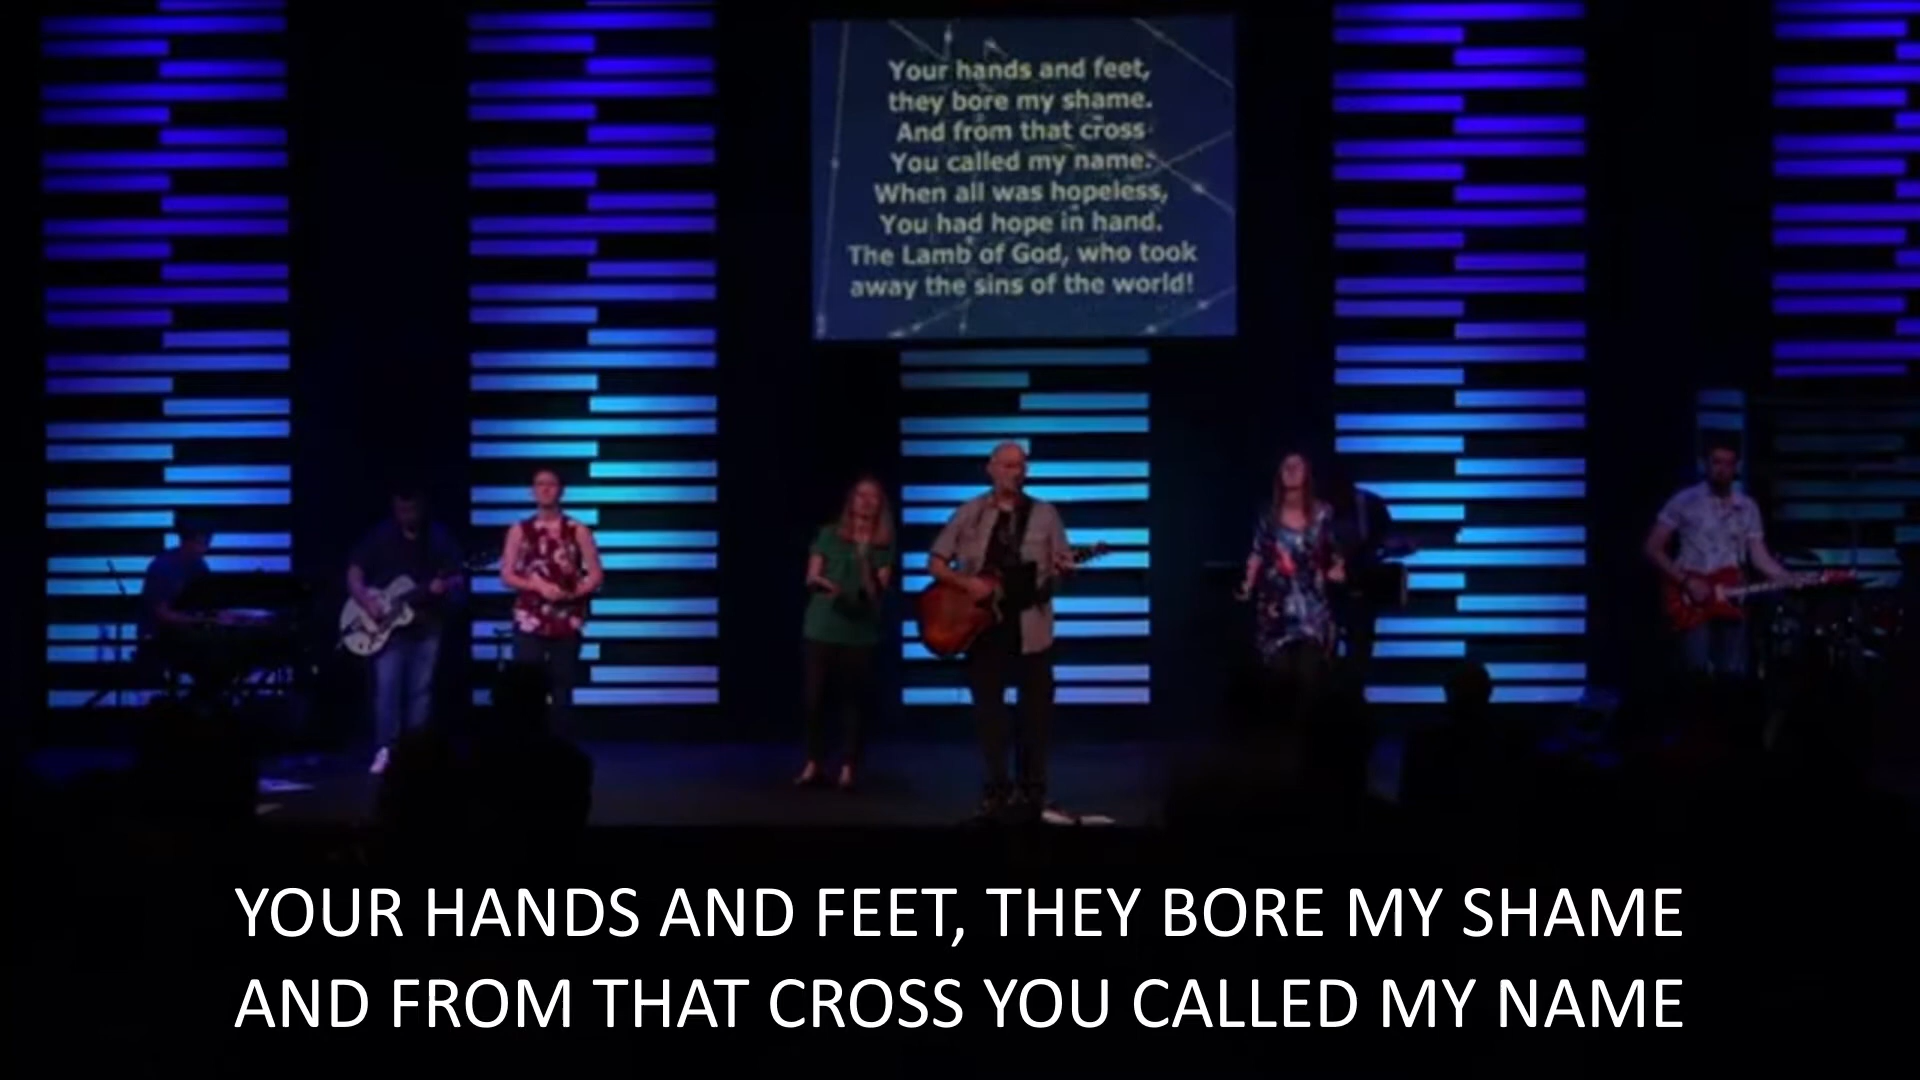 Your hands and feet,
they bore my shame.
And from that cross
You called my name.
When all was hopeless,
You had hope in hand.
The Lamb of God, who took
away the sins of the world!
YOUR HANDS AND FEET, THEY BORE MY SHAME
AND FROM THAT CROSS YOU CALLED MY NAME